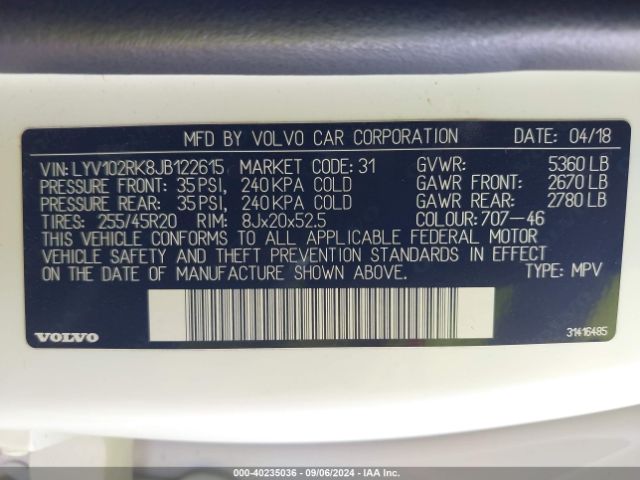 MFD BY VOLVO CAR CORPORATION DATE: 04/18
VIN: LYV102RK8JB122615 MARKET CODE: 31 GVWR: 5360 LB
PRESSURE FRONT: 35 PSI, 240 KPA COLD GAWR FRONT: 2670 LB
PRESSURE REAR: 35 PSI, 240 KPA COLD GAWR REAR: 2780 LB
TIRES: 255/45R20 RIM: 8Jx20x52.5 COLOUR: 707-46
THIS VEHICLE CONFORMS TO ALL APPLICABLE FEDERAL MOTOR
VEHICLE SAFETY AND THEFT PREVENTION STANDARDS IN EFFECT
ON THE DATE OF MANUFACTURE SHOWN ABOVE. TYPE: MPV
VOLVO 31416485
000-40235036 - 09/06/2024 - IAA Inc.